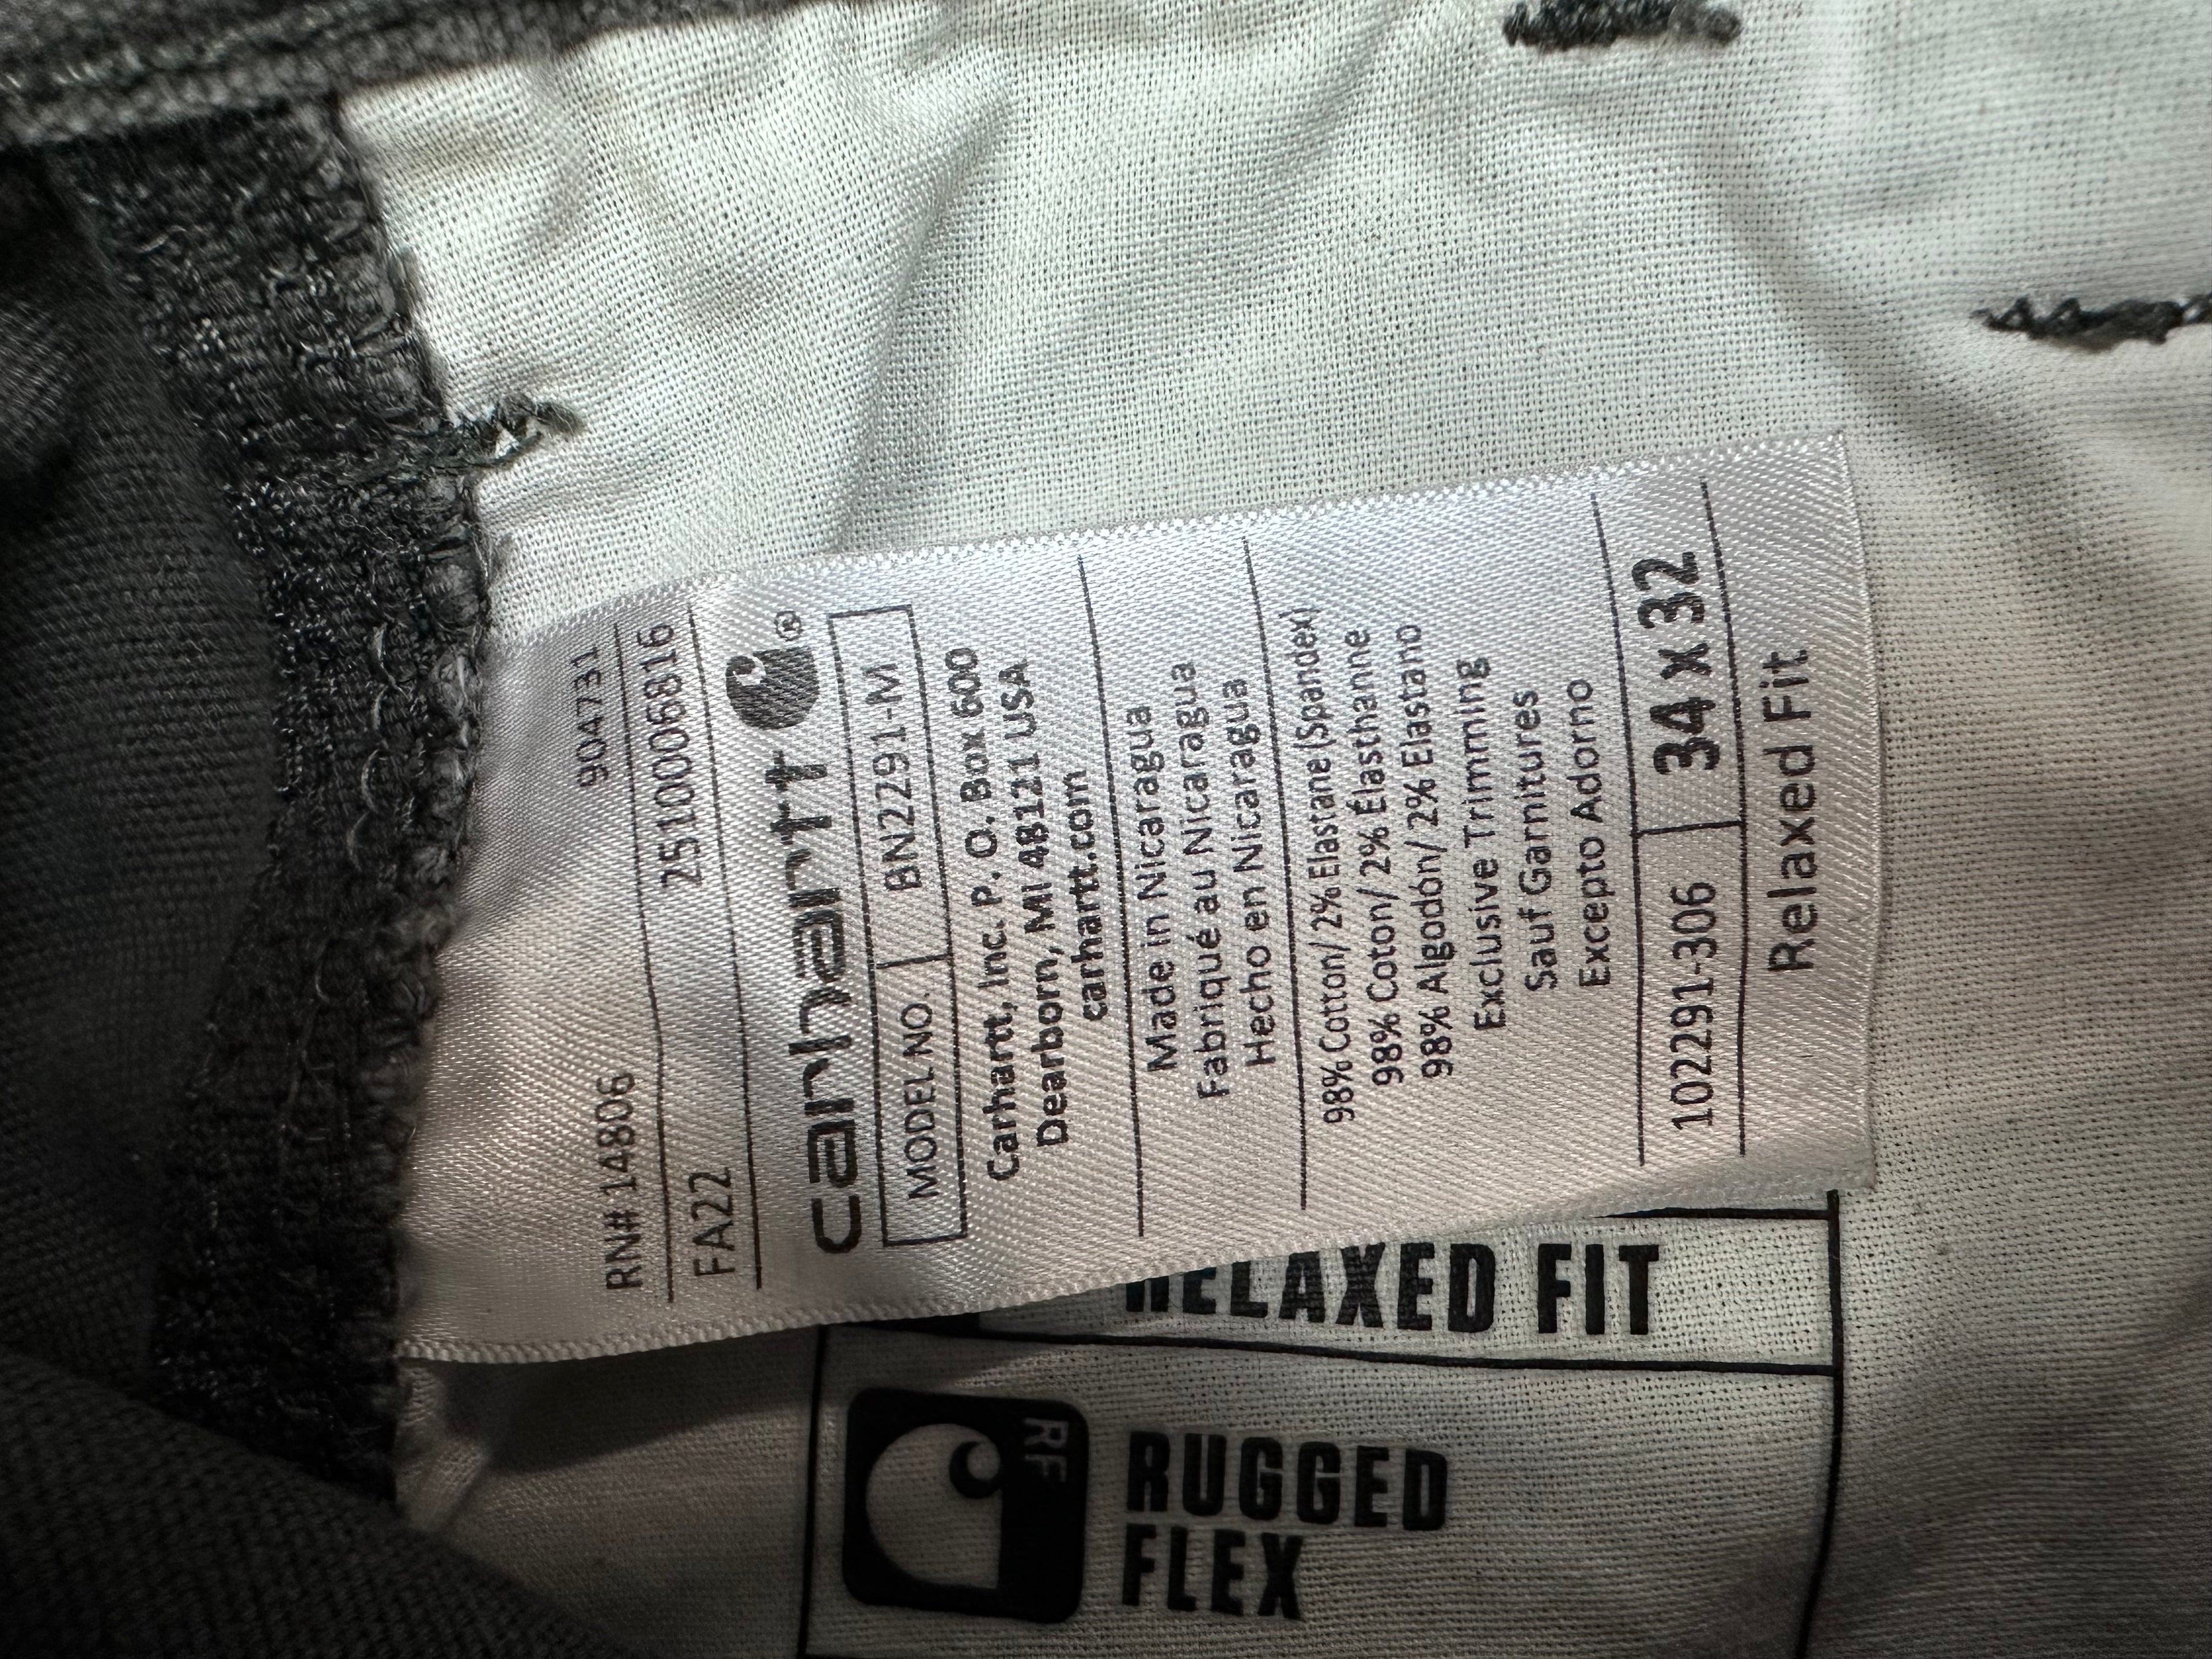 RN# 14806 904731
FA22 2510006816
carhartt®
MODEL NO. BN2291-M
Carhartt, Inc. P. O. Box 600
Dearborn, MI 48121 USA
carhartt.com
Made in Nicaragua
Fabriqué au Nicaragua
Hecho en Nicaragua
98% Cotton/ 2% Elastane (Spandex)
98% Coton/ 2% Élasthanne
98% Algodón/ 2% Elastano
Exclusive Trimming
Sauf Garnitures
Excepto Adorno
102291-306 34 x 32
Relaxed Fit
RELAXED FIT
RF
RUGGED
FLEX